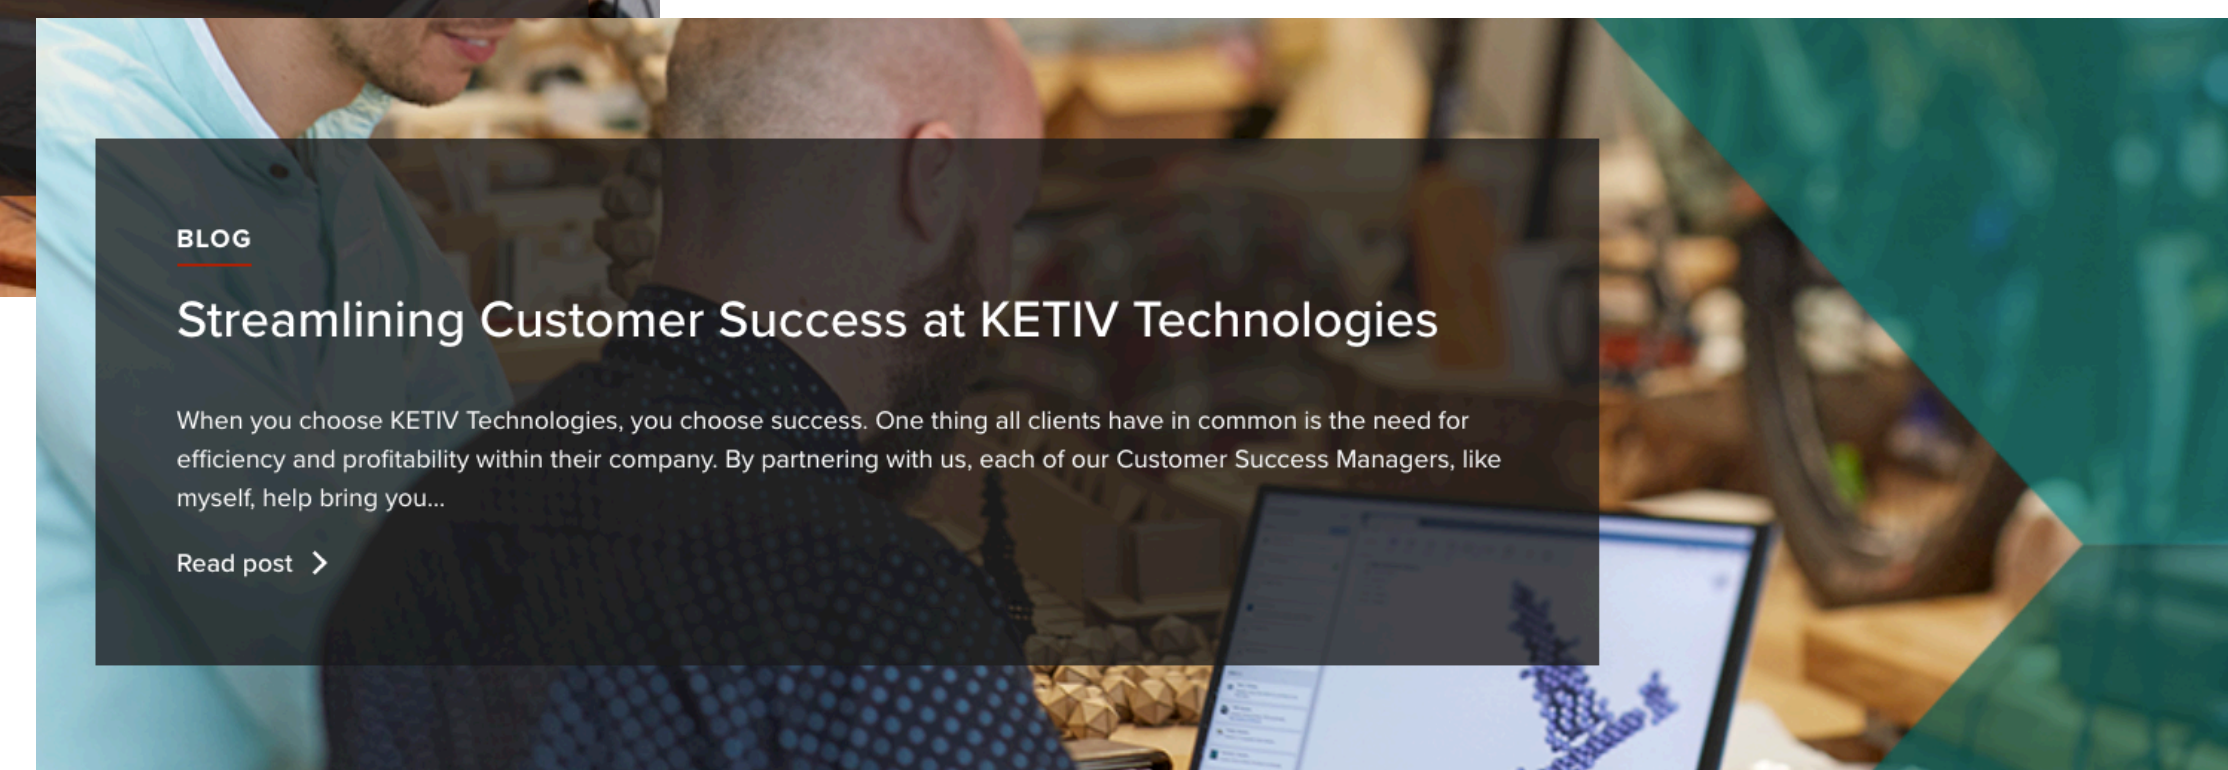 BLOG
Streamlining Customer Success at KETIV Technologies
When you choose KETIV Technologies, you choose success. One thing all clients have in common is the need for
efficiency and profitability within their company. By partnering with us, each of our Customer Success Managers, like
myself, help bring you...
Read post